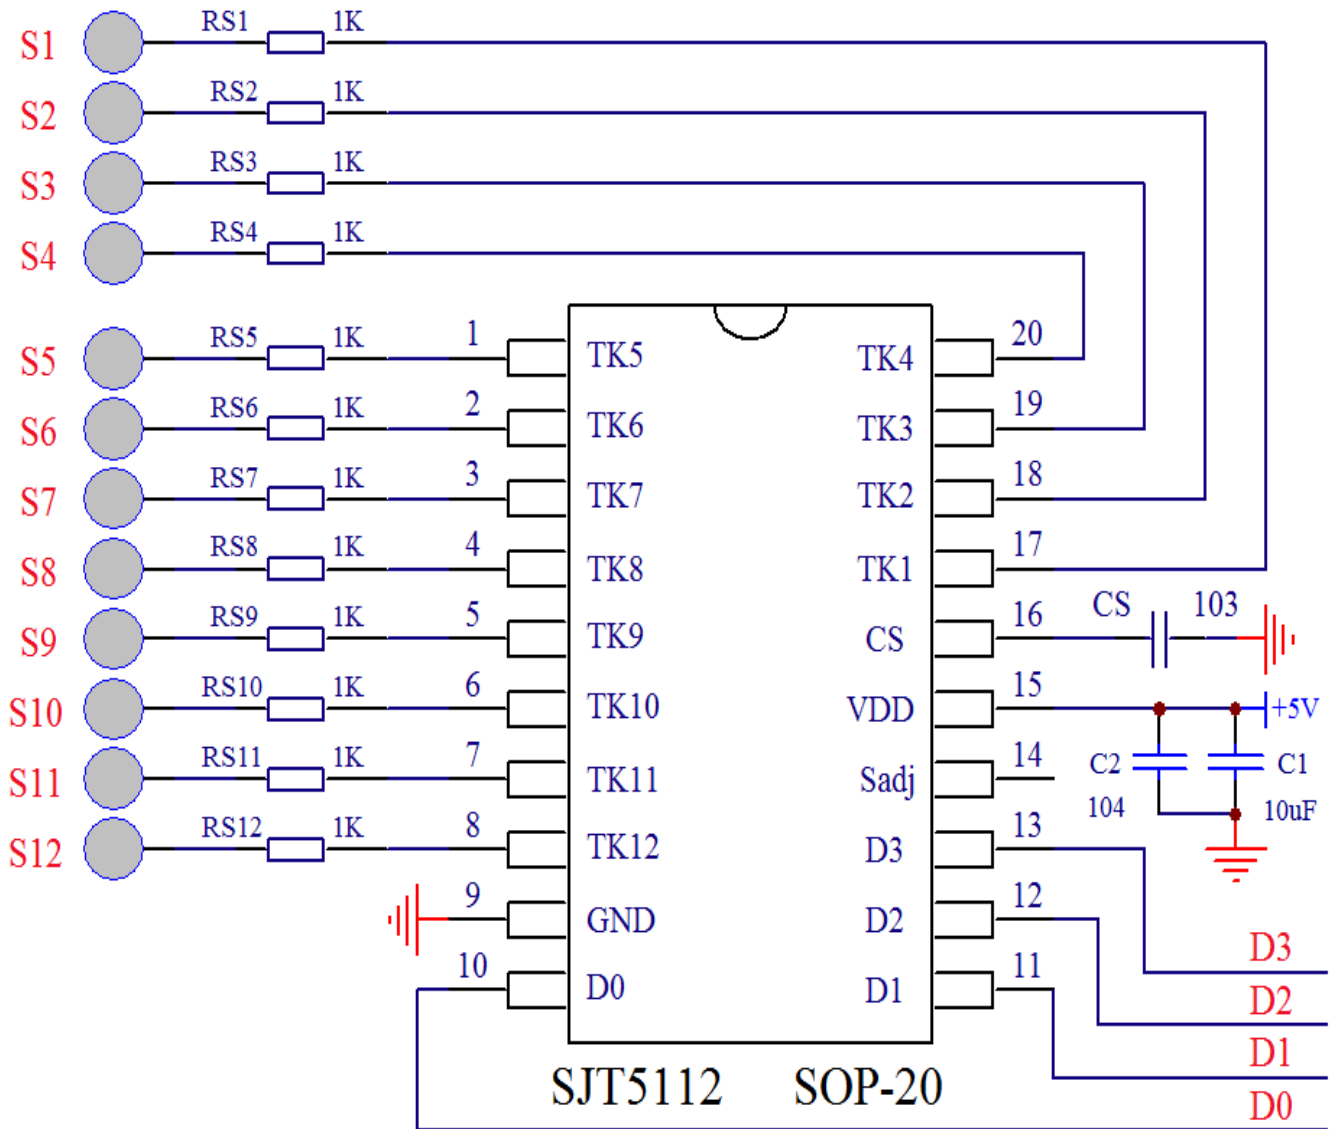 S1 RS1 1K
S2 RS2 1K
S3 RS3 1K
S4 RS4 1K
S5 RS5 1K 1 TK5 TK4 20
S6 RS6 1K 2 TK6 TK3 19
S7 RS7 1K 3 TK7 TK2 18
S8 RS8 1K 4 TK8 TK1 17
S9 RS9 1K 5 TK9 CS 16 CS 103
S10 RS10 1K 6 TK10 VDD 15 +5V
S11 RS11 1K 7 TK11 Sadj 14 C2 C1
104 10uF
S12 RS12 1K 8 TK12 D3 13
9 GND D2 12
D3
10 D0 D1 11
D2
D1
SJT5112 SOP-20
D0